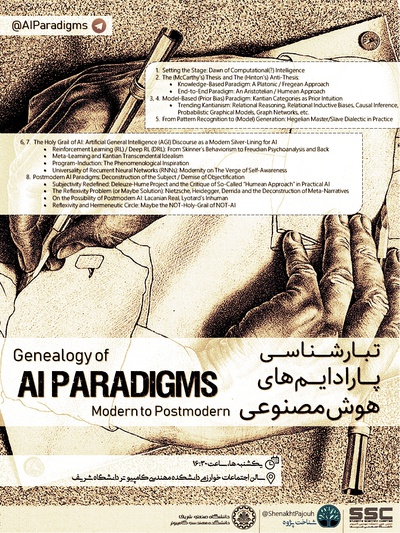 @AIParadigms
1. Setting the Stage: Dawn of Computational(?) Intelligence
2. The (McCarthy's) Thesis and The (Hinton's) Anti-Thesis:
• Knowledge-Based Paradigm: A Platonic / Fregean Approach
• End-to-End Paradigm: An Aristotelian / Humean Approach
3, 4. Model-Based (Prior Bias) Paradigm: Kantian Categories as Prior Intuition
• Trending Kantianism: Relational Reasoning, Relational Inductive Biases, Causal Inference, Probabilistic Graphical Models, Graph Networks, etc.
5. From Pattern Recognition to (Model) Generation: Hegelian Master/Slave Dialectic in Practice
6, 7. The Holy Grail of AI: Artificial General Intelligence (AGI) Discourse as a Modern Silver-Lining for AI
• Reinforcement Learning (RL) / Deep RL (DRL): From Skinner's Behaviorism to Freudian Psychoanalysis and Back
• Meta-Learning and Kantian Transcendental Idealism
• Program-Induction: The Phenomenological Inspiration
• Universality of Recurrent Neural Networks (RNNs): Modernity on The Verge of Self-Awareness
8. Postmodern AI Paradigms: Deconstruction of the Subject / Demise of Objectification
• Subjectivity Redefined: Deleuze-Hume Project and the Critique of So-Called "Humean Approach" in Practical AI
• The Reflexivity Problem (or Maybe Solution): Nietzsche, Heidegger, Derrida and the Deconstruction of Meta-Narratives
• On the Possibility of Postmodern AI: Lacanian Real, Lyotard's Inhuman
• Reflexivity and Hermeneutic Circle: Maybe the NOT-Holy-Grail of NOT-AI
Genealogy of
AI PARADIGMS
Modern to Postmodern
تبارشناسی
پارادایم‌های
هوش مصنوعی
یکشنبه‌ها، ساعت ۱۶:۳۰
سالن اجتماعات خوارزمی دانشکده مهندسی کامپیوتر دانشگاه شریف
دانشگاه صنعتی شریف
دانشکده مهندسی کامپیوتر
@ShenakhtPajouh
شناخت پژوه
SSC